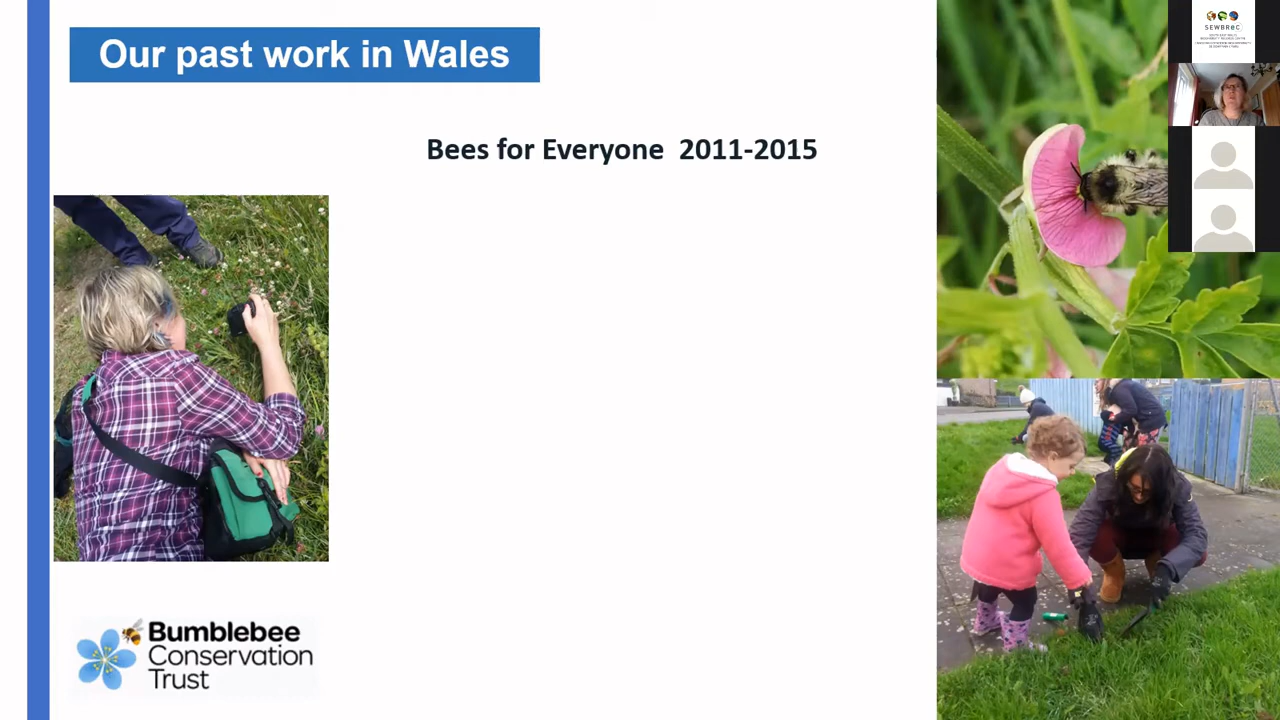 Our past work in Wales
Bees for Everyone 2011-2015
Bumblebee
Conservation
Trust
SEWBReC